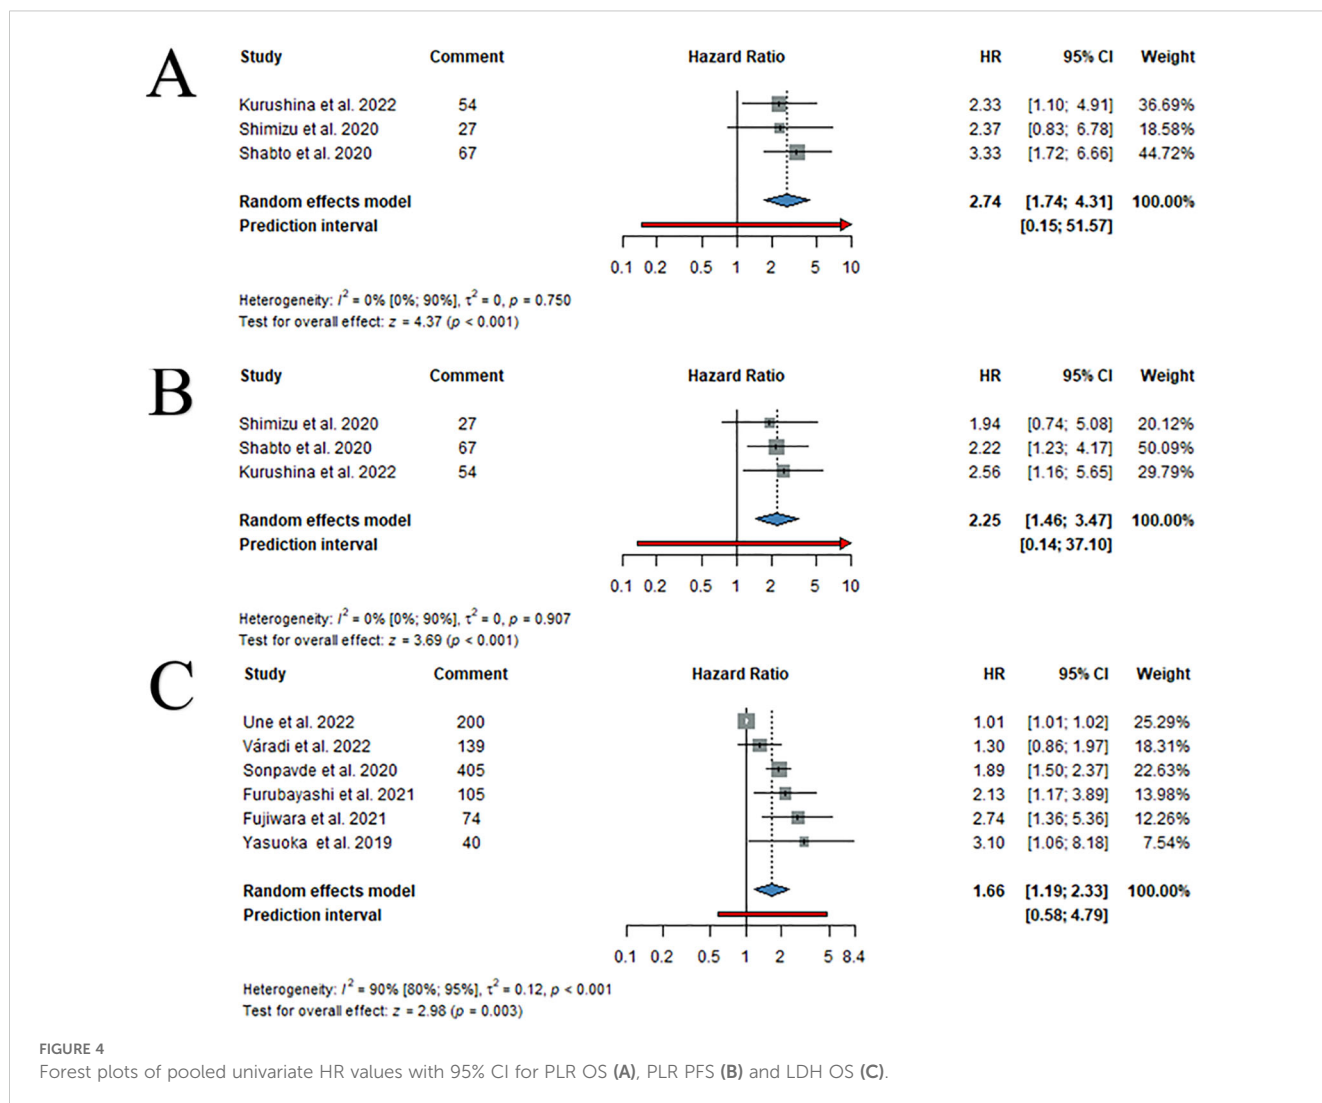 A
Study Comment Hazard Ratio HR 95% CI Weight
Kurushina et al. 2022 54 2.33 [1.10; 4.91] 36.69%
Shimizu et al. 2020 27 2.37 [0.83; 6.78] 18.58%
Shabto et al. 2020 67 3.33 [1.72; 6.66] 44.72%
Random effects model 2.74 [1.74; 4.31] 100.00%
Prediction interval [0.15; 51.57]
0.1 0.2 0.5 1 2 5 10
Heterogeneity: I² = 0% [0%; 90%], τ² = 0, p = 0.750
Test for overall effect: z = 4.37 (p < 0.001)
B
Study Comment Hazard Ratio HR 95% CI Weight
Shimizu et al. 2020 27 1.94 [0.74; 5.08] 20.12%
Shabto et al. 2020 67 2.22 [1.23; 4.17] 50.09%
Kurushina et al. 2022 54 2.56 [1.16; 5.65] 29.79%
Random effects model 2.25 [1.46; 3.47] 100.00%
Prediction interval [0.14; 37.10]
0.1 0.2 0.5 1 2 5 10
Heterogeneity: I² = 0% [0%; 90%], τ² = 0, p = 0.907
Test for overall effect: z = 3.69 (p < 0.001)
C
Study Comment Hazard Ratio HR 95% CI Weight
Une et al. 2022 200 1.01 [1.01; 1.02] 25.29%
Váradi et al. 2022 139 1.30 [0.86; 1.97] 18.31%
Sonpavde et al. 2020 405 1.89 [1.50; 2.37] 22.63%
Furubayashi et al. 2021 105 2.13 [1.17; 3.89] 13.98%
Fujiwara et al. 2021 74 2.74 [1.36; 5.36] 12.26%
Yasuoka et al. 2019 40 3.10 [1.06; 8.18] 7.54%
Random effects model 1.66 [1.19; 2.33] 100.00%
Prediction interval [0.58; 4.79]
0.1 0.2 0.5 1 2 5 8.4
Heterogeneity: I² = 90% [80%; 95%], τ² = 0.12, p < 0.001
Test for overall effect: z = 2.98 (p = 0.003)
FIGURE 4
Forest plots of pooled univariate HR values with 95% CI for PLR OS (A), PLR PFS (B) and LDH OS (C).